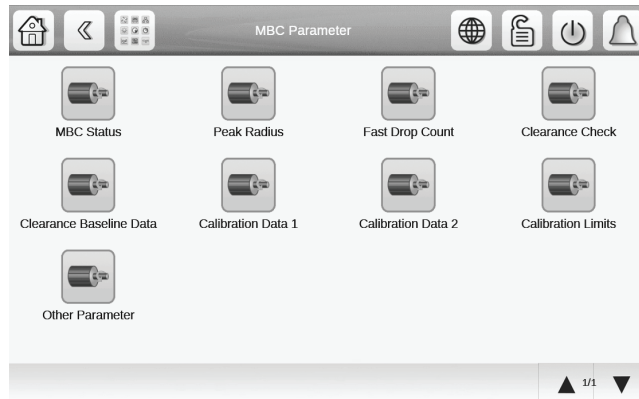 MBC Parameter
MBC Status
Peak Radius
Fast Drop Count
Clearance Check
Clearance Baseline Data
Calibration Data 1
Calibration Data 2
Calibration Limits
Other Parameter
1/1